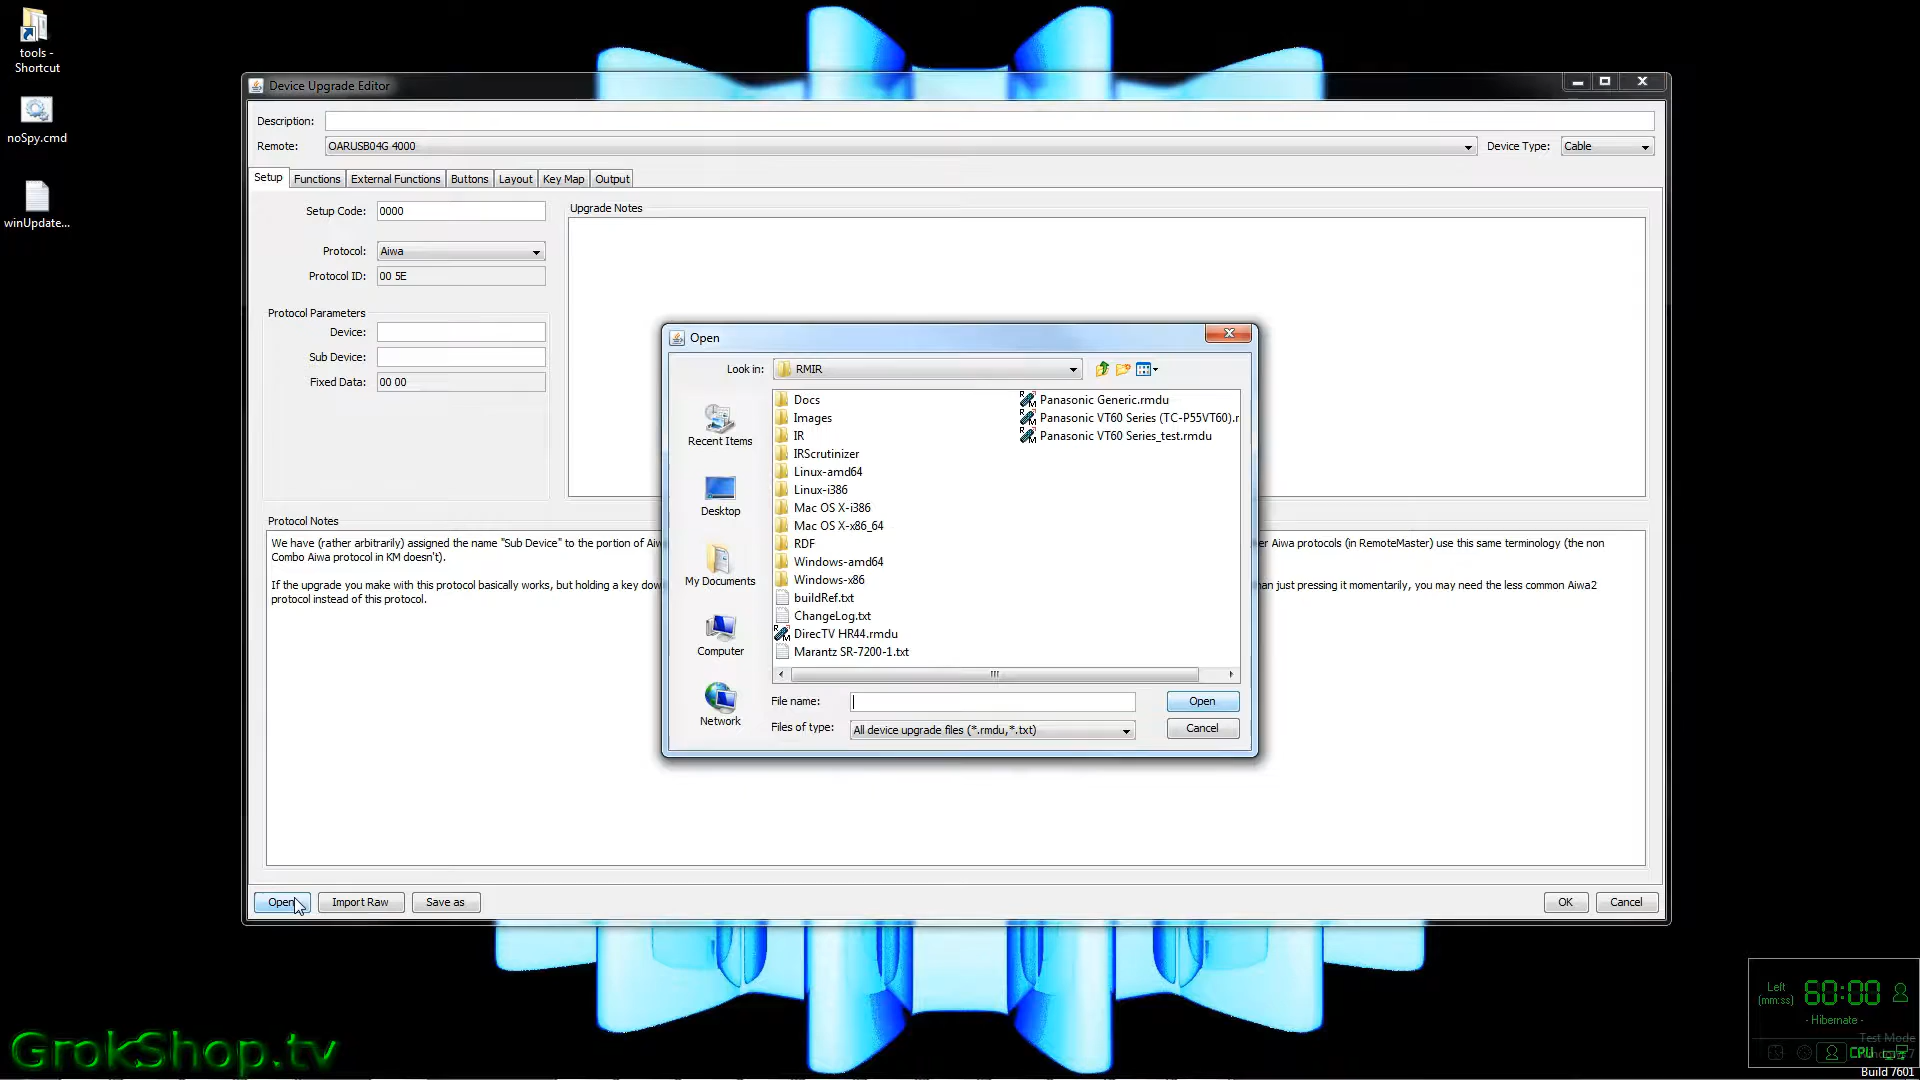 tools -
Shortcut
noSpy.cmd
winUpdate...
Device Upgrade Editor
Description:
Remote: OARUSB04G 4000 Device Type: Cable
Setup Functions External Functions Buttons Layout Key Map Output
Setup Code: 0000
Upgrade Notes
Protocol: Aiwa
Protocol ID: 00 5E
Protocol Parameters
Device:
Sub Device:
Fixed Data: 00 00
Protocol Notes
We have (rather arbitrarily) assigned the name "Sub Device" to the portion of Aiw
er Aiwa protocols (in RemoteMaster) use this same terminology (the non
Combo Aiwa protocol in KM doesn't).
If the upgrade you make with this protocol basically works, but holding a key dow
an just pressing it momentarily, you may need the less common Aiwa2
protocol instead of this protocol.
Open
Look in: RMIR
Recent Items
Desktop
My Documents
Computer
Network
Docs
Images
IR
IRScrutinizer
Linux-amd64
Linux-i386
Mac OS X-i386
Mac OS X-x86_64
RDF
Windows-amd64
Windows-x86
buildRef.txt
ChangeLog.txt
DirecTV HR44.rmdu
Marantz SR-7200-1.txt
Panasonic Generic.rmdu
Panasonic VT60 Series (TC-P55VT60).r
Panasonic VT60 Series_test.rmdu
File name: Open
Files of type: All device upgrade files (*.rmdu,*.txt) Cancel
Open Import Raw Save as OK Cancel
GrokShop.tv
Left
(mm:ss)
60:00
- Hibernate -
Test Mode
CPU
Build 7601